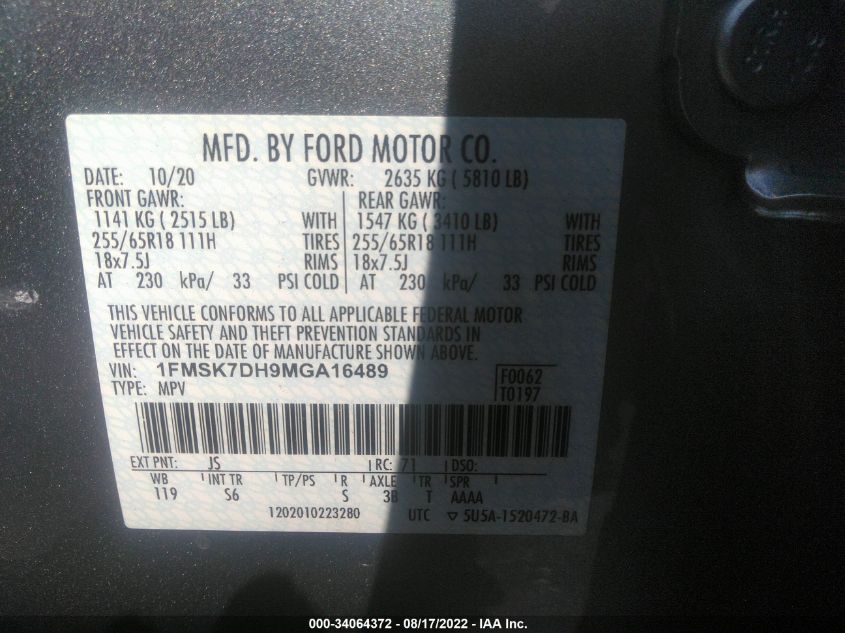 MFD. BY FORD MOTOR CO.
DATE: 10/20 GVWR: 2635 KG ( 5810 LB)
FRONT GAWR: REAR GAWR:
1141 KG ( 2515 LB) WITH 1547 KG ( 3410 LB) WITH
255/65R18 111H TIRES 255/65R18 111H TIRES
18x7.5J RIMS 18x7.5J RIMS
AT 230 kPa/ 33 PSI COLD AT 230 kPa/ 33 PSI COLD
THIS VEHICLE CONFORMS TO ALL APPLICABLE FEDERAL MOTOR
VEHICLE SAFETY AND THEFT PREVENTION STANDARDS IN
EFFECT ON THE DATE OF MANUFACTURE SHOWN ABOVE.
VIN: 1FMSK7DH9MGA16489 F0062
TYPE: MPV T0197
EXT PNT: JS RC: 71 DSO:
WB INT TR TP/PS R AXLE TR SPR
119 S6 S 3B T AAAA
1202010223280 UTC ▽ 5U5A-1520472-BA
000-34064372 - 08/17/2022 - IAA Inc.